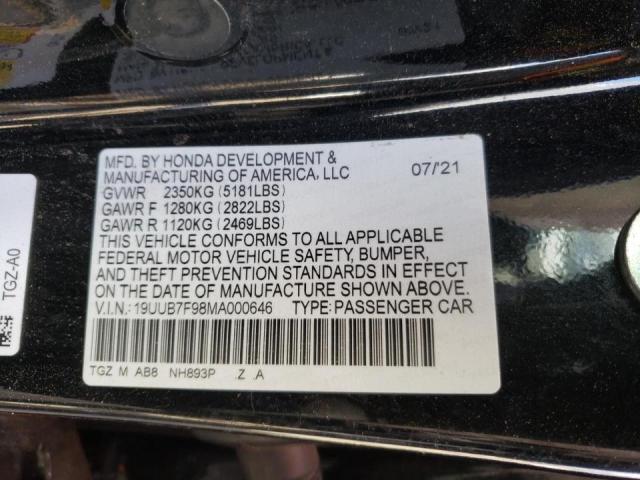 MFD. BY HONDA DEVELOPMENT &
MANUFACTURING OF AMERICA, LLC 07/21
GVWR 2350KG (5181LBS)
GAWR F 1280KG (2822LBS)
GAWR R 1120KG (2469LBS)
THIS VEHICLE CONFORMS TO ALL APPLICABLE
FEDERAL MOTOR VEHICLE SAFETY, BUMPER,
AND THEFT PREVENTION STANDARDS IN EFFECT
ON THE DATE OF MANUFACTURE SHOWN ABOVE.
V.I.N.: 19UUB7F98MA000646 TYPE: PASSENGER CAR
TGZ M AB8 NH893P .Z .A
TGZ-A0